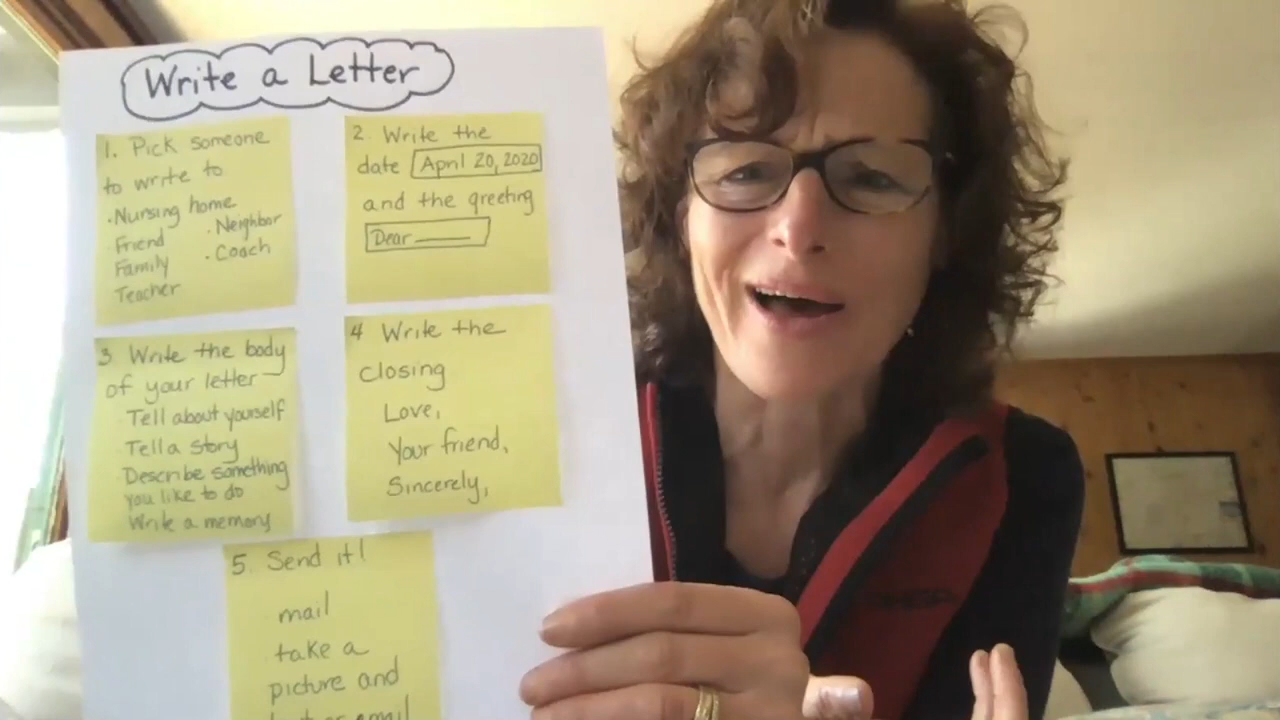 Write a Letter
1. Pick someone
to write to
· Nursing home
· Friend
· Neighbor
Family
· Coach
Teacher
2. Write the
date April 20, 2020
and the greeting
Dear
3 Write the body
of your letter
Tell about yourself
Tell a story
Describe something
you like to do
Write a memory
4 Write the
closing
Love,
Your friend,
Sincerely,
5. Send it!
mail
take a
picture and
email